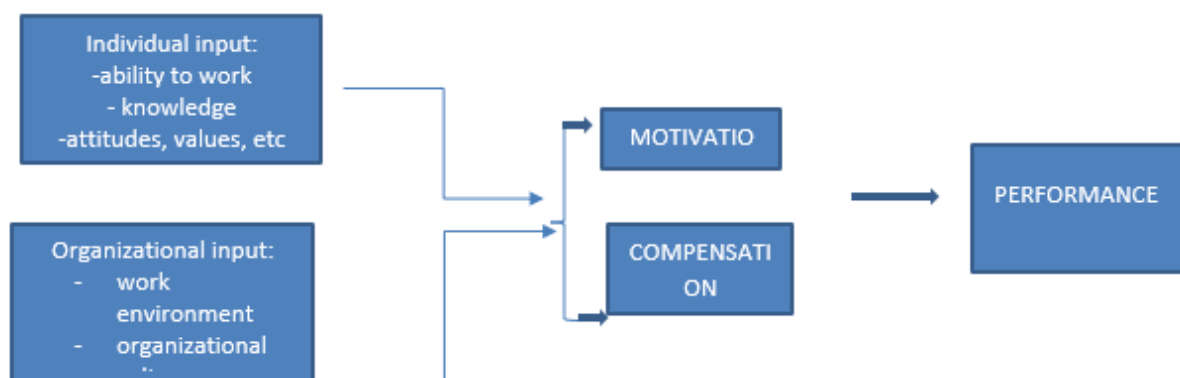 Individual input:
-ability to work
- knowledge
-attitudes, values, etc
MOTIVATIO
PERFORMANCE
Organizational input:
- work
environment
- organizational
COMPENSATI
ON